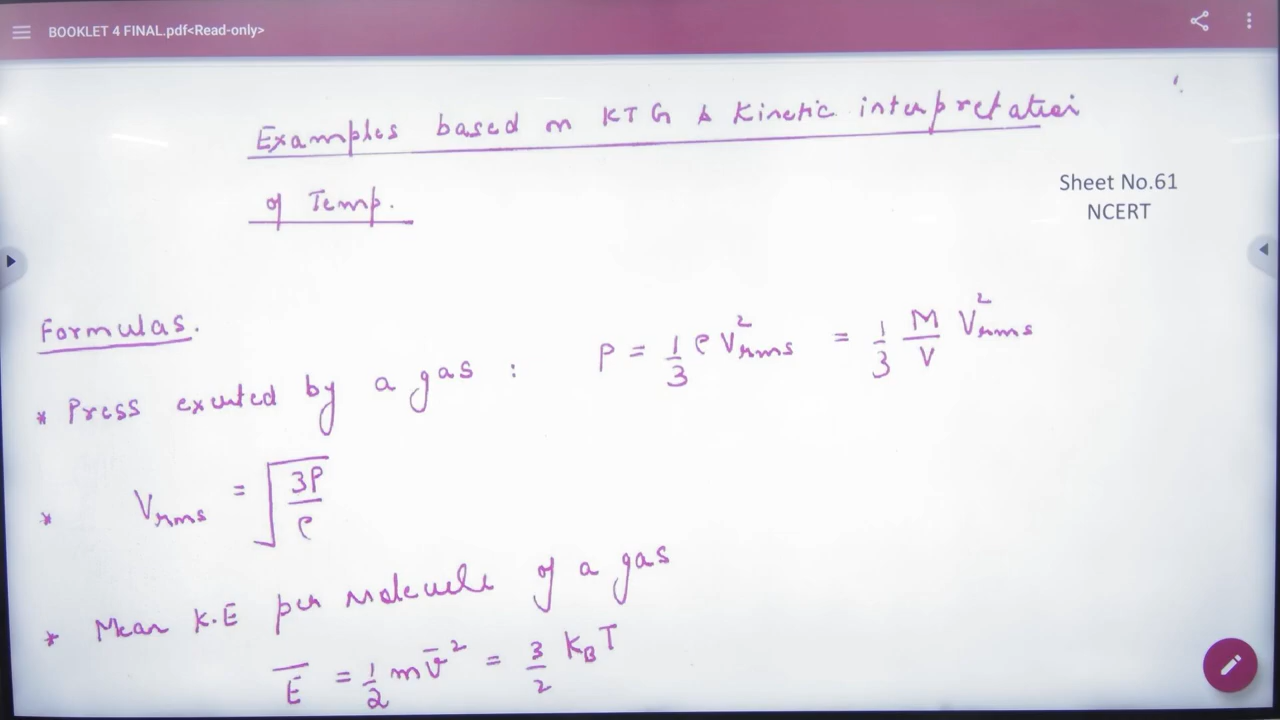 BOOKLET 4 FINAL.pdf<Read-only>
Examples based on KTG & Kinetic interpretation
of Temp.
Sheet No.61
NCERT
Formulas.
* Press exerted by a gas : P = 1/3 ρ V²rms = 1/3 M/V V²rms
* Vrms = √(3P/ρ)
* Mean K.E per molecule of a gas
E̅ = 1/2 m v̅² = 3/2 KBT